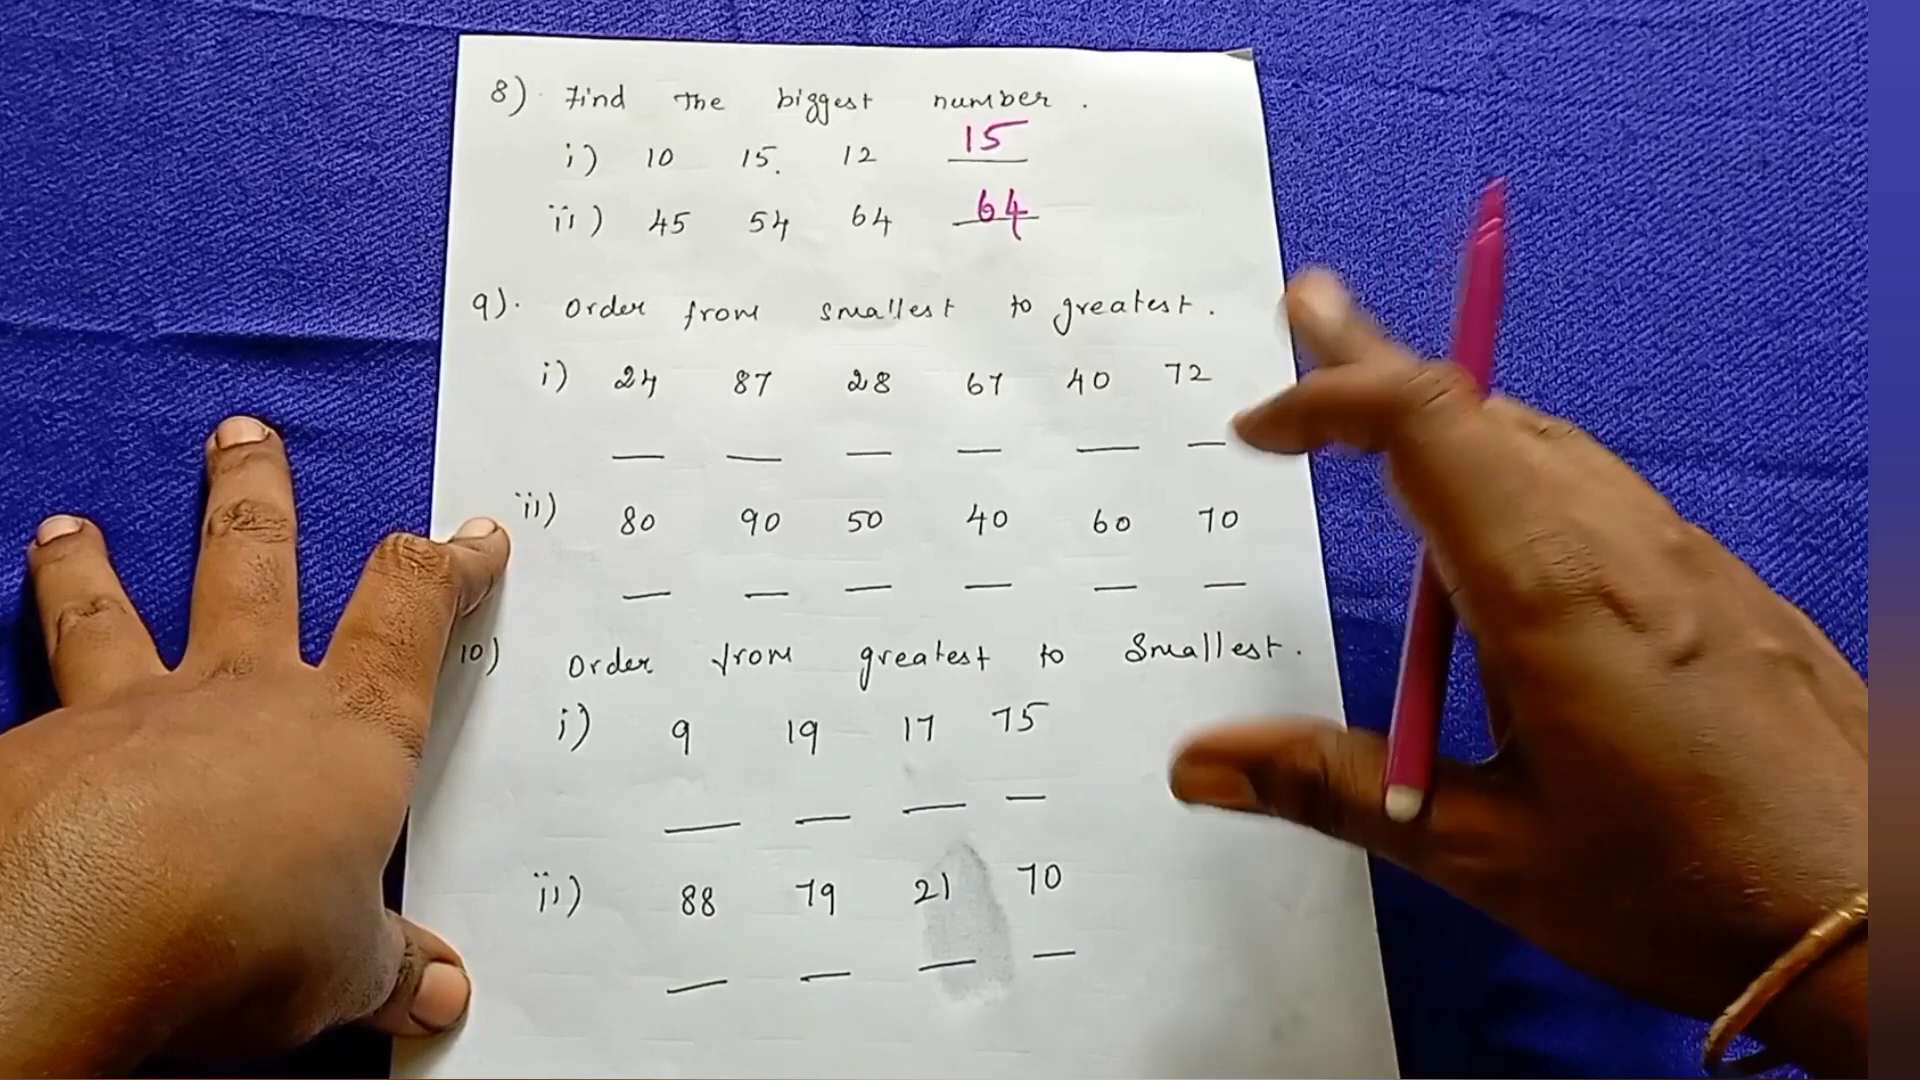 8). Find The biggest number.
i) 10 15. 12 15
ii) 45 54 64 64
9). Order from smallest to greatest.
i) 24 87 28 67 40 72
ii) 80 90 50 40 60 70
10) Order from greatest to Smallest.
i) 9 19 17 75
ii) 88 79 21 70